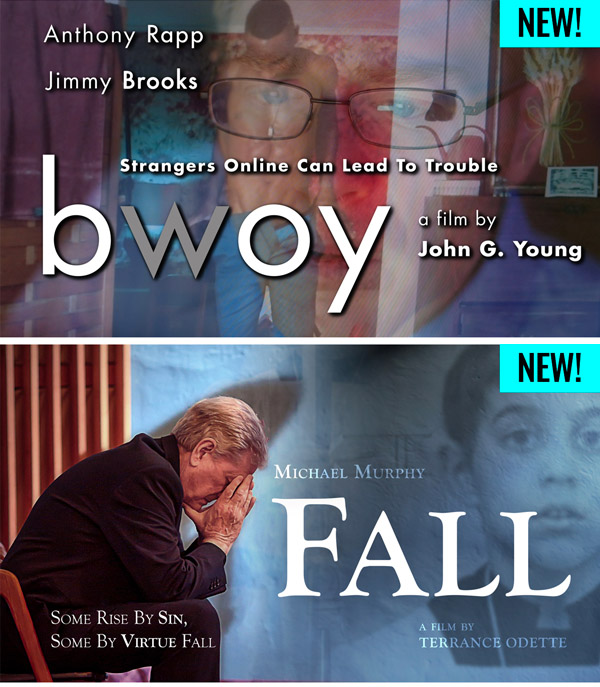 NEW!
Anthony Rapp
Jimmy Brooks
Strangers Online Can Lead To Trouble
bwoy
a film by
John G. Young
NEW!
MICHAEL MURPHY
FALL
SOME RISE BY SIN,
SOME BY VIRTUE FALL
A FILM BY
TERRANCE ODETTE